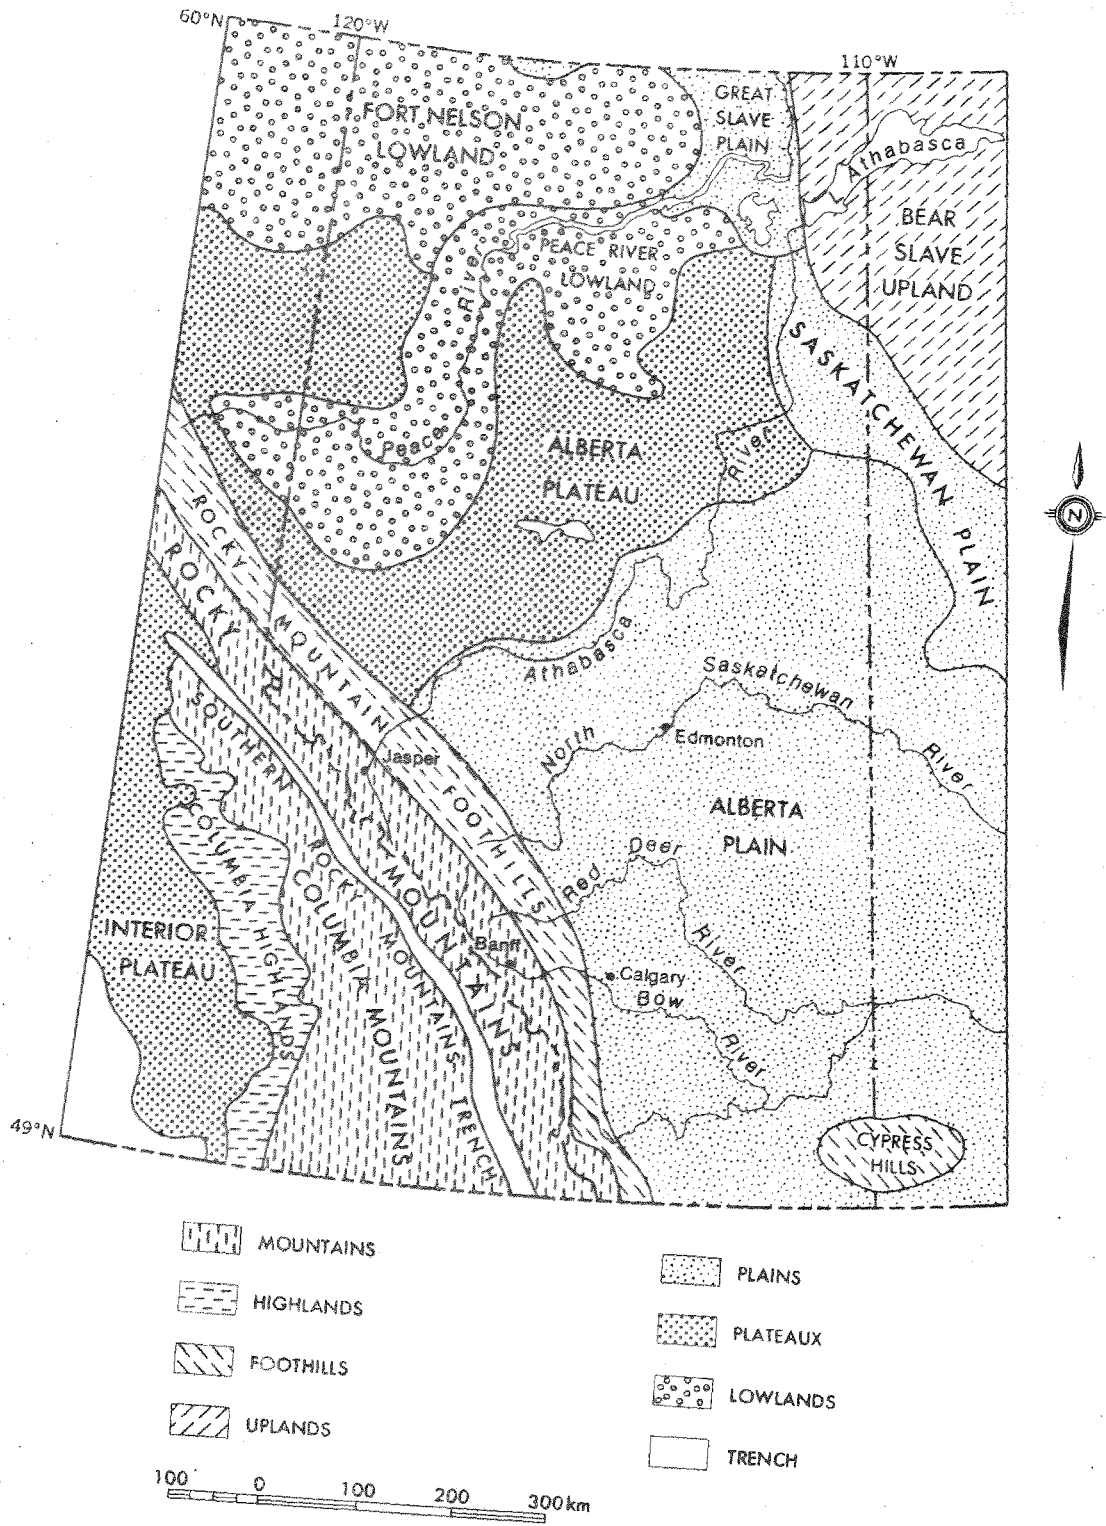 60°N
120°W
110°W
FORT NELSON
LOWLAND
GREAT
SLAVE
PLAIN
Athabasca
BEAR
SLAVE
UPLAND
PEACE RIVER
LOWLAND
River
Peace
SASKATCHEWAN PLAIN
ALBERTA
PLATEAU
River
N
ROCKY MOUNTAIN FOOTHILLS
ROCKY MOUNTAINS
Athabasca
Saskatchewan
North
River
Edmonton
Jasper
SOUTHERN
ROCKY
MOUNTAINS
TRENCH
ALBERTA
PLAIN
COLUMBIA HIGHLANDS
COLUMBIA
MOUNTAINS
Red
Deer
River
INTERIOR
PLATEAU
Banff
Calgary
Bow
River
49°N
CYPRESS
HILLS
MOUNTAINS
HIGHLANDS
FOOTHILLS
UPLANDS
PLAINS
PLATEAUX
LOWLANDS
TRENCH
100 0 100 200 300 km